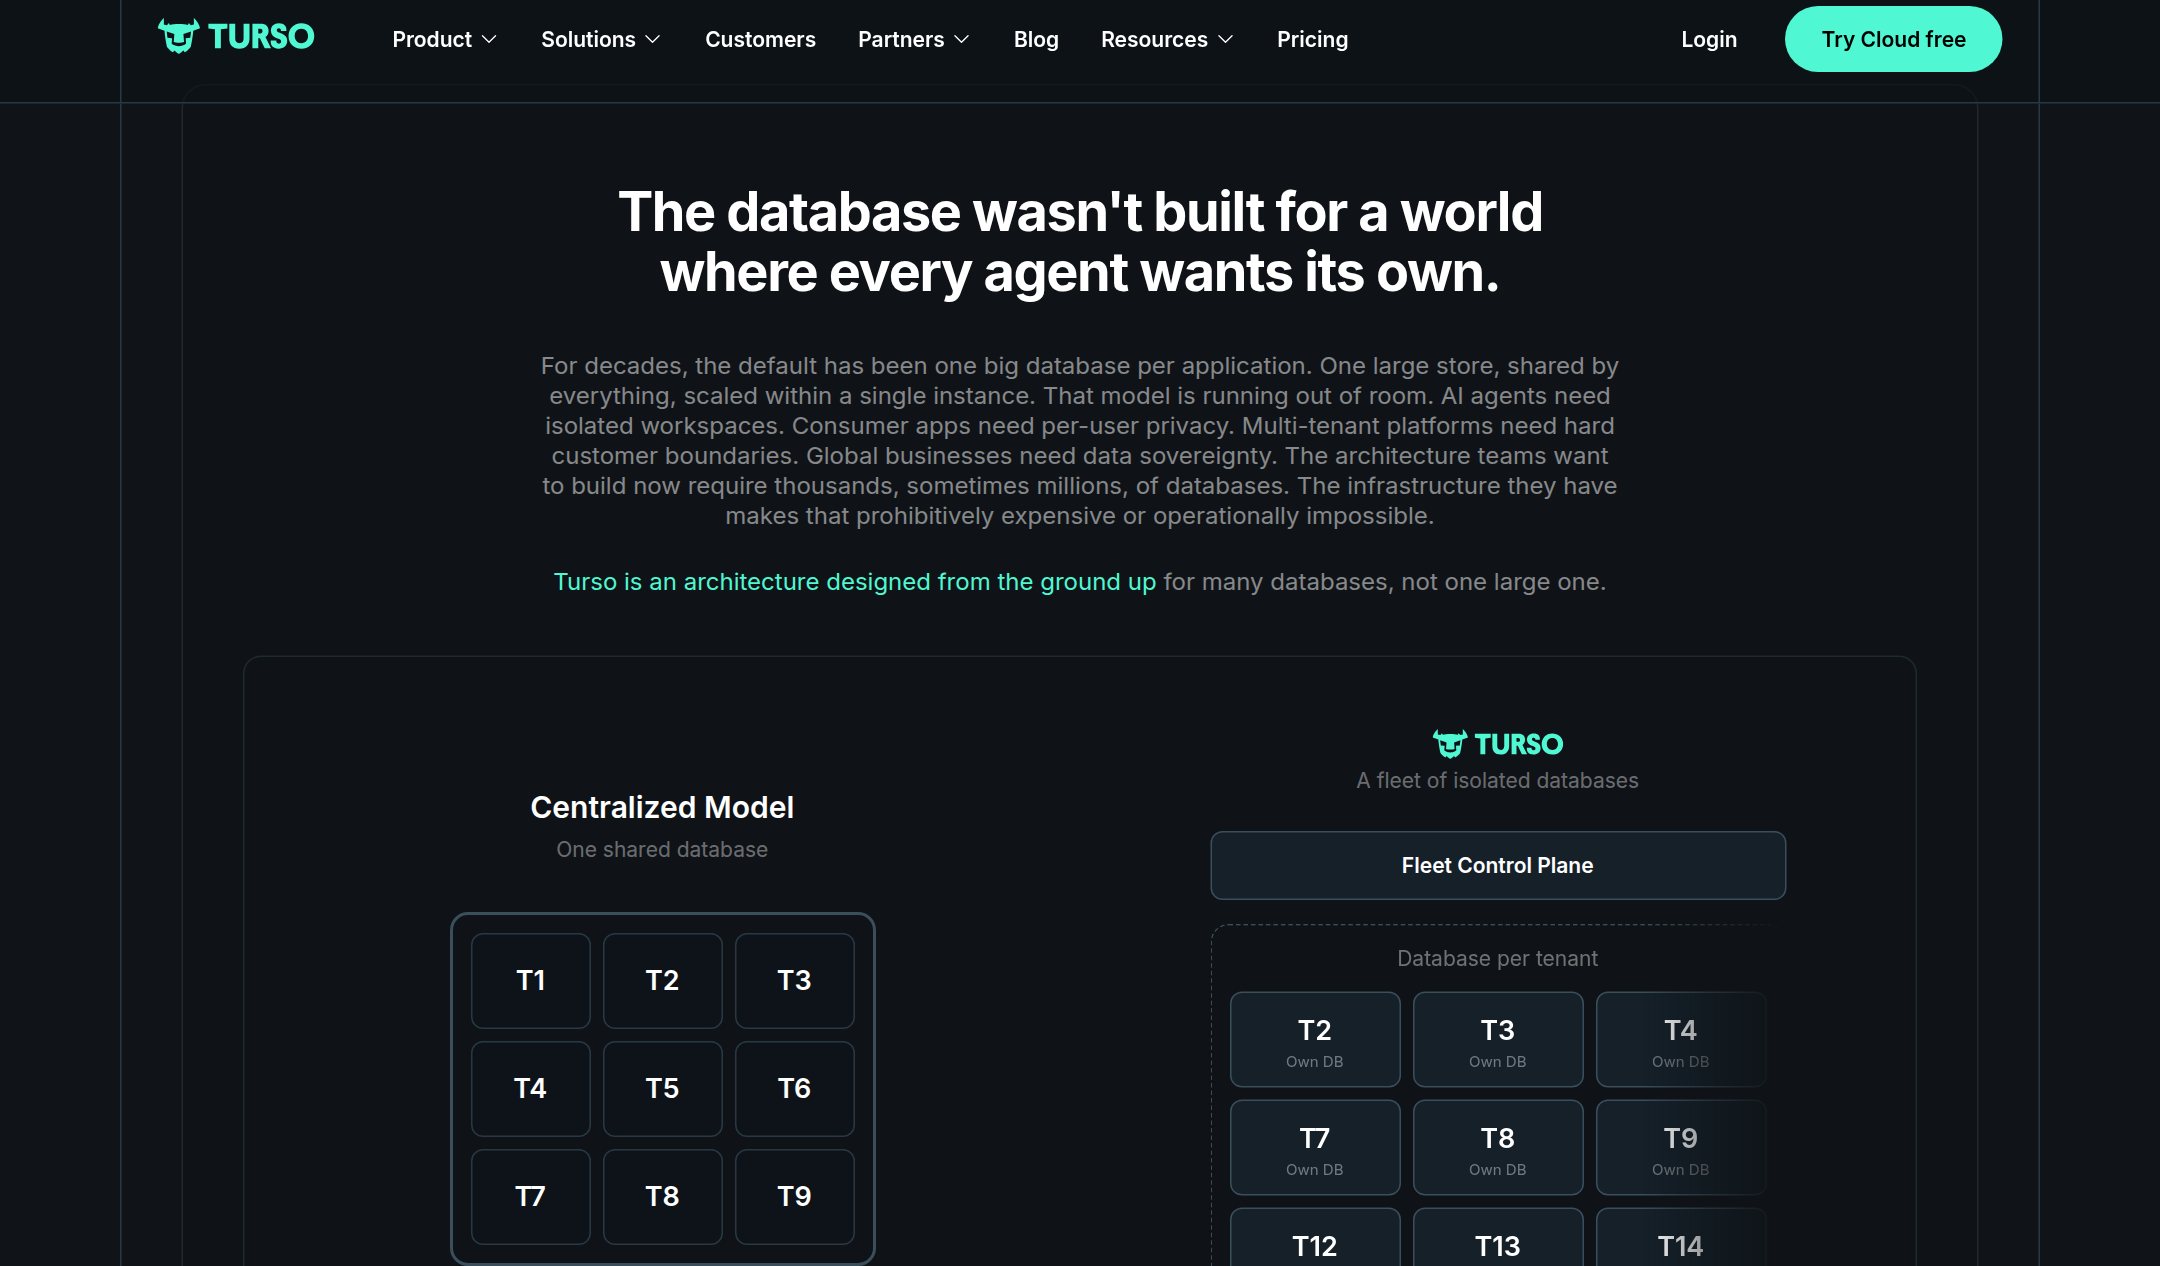 TURSO
Product
Solutions
Customers
Partners
Blog
Resources
Pricing
Login
Try Cloud free
The database wasn't built for a world
where every agent wants its own.
For decades, the default has been one big database per application. One large store, shared by
everything, scaled within a single instance. That model is running out of room. AI agents need
isolated workspaces. Consumer apps need per-user privacy. Multi-tenant platforms need hard
customer boundaries. Global businesses need data sovereignty. The architecture teams want
to build now require thousands, sometimes millions, of databases. The infrastructure they have
makes that prohibitively expensive or operationally impossible.
Turso is an architecture designed from the ground up for many databases, not one large one.
Centralized Model
One shared database
T1
T2
T3
T4
T5
T6
T7
T8
T9
TURSO
A fleet of isolated databases
Fleet Control Plane
Database per tenant
T2
Own DB
T3
Own DB
T4
Own DB
T7
Own DB
T8
Own DB
T9
Own DB
T12
T13
T14